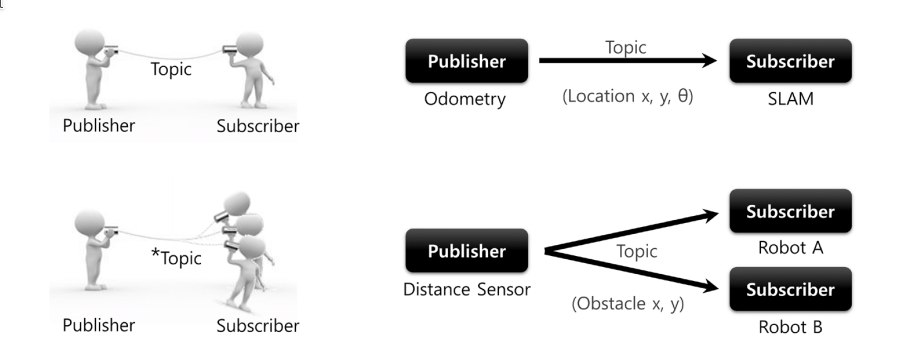 Topic
Publisher
Subscriber
Publisher
Topic
Subscriber
Odometry
(Location x, y, θ)
SLAM
*Topic
Publisher
Subscriber
Subscriber
Robot A
Publisher
Topic
Distance Sensor
(Obstacle x, y)
Subscriber
Robot B